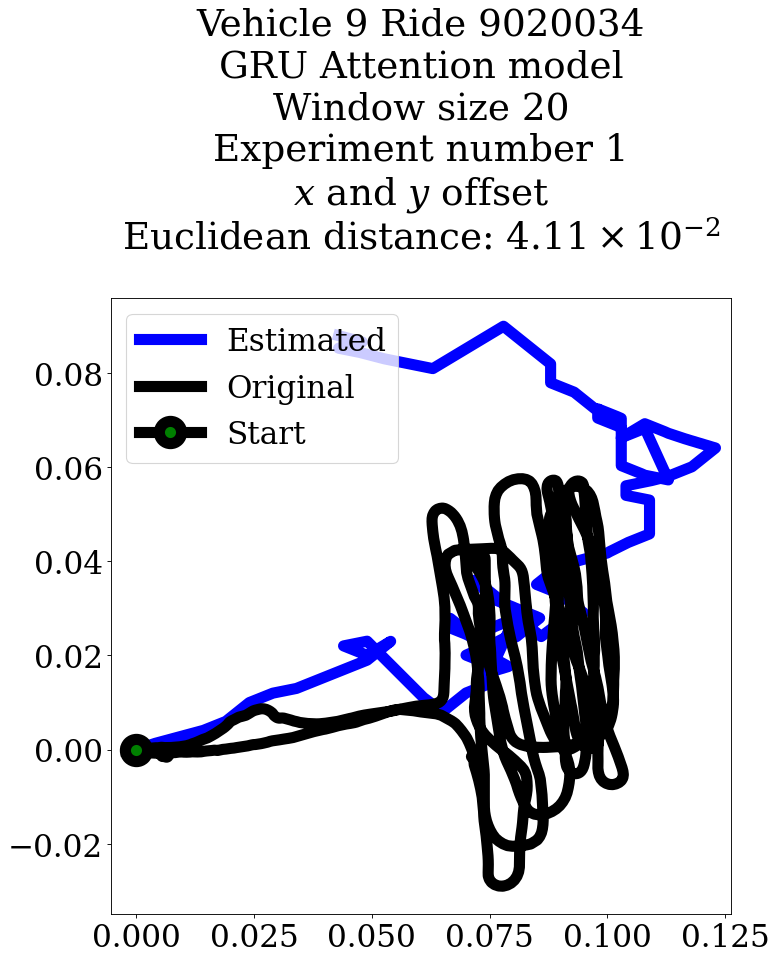 Vehicle 9 Ride 9020034
GRU Attention model
Window size 20
Experiment number 1
x and y offset
Euclidean distance: 4.11 × 10⁻²
Estimated
Original
Start
0.08
0.06
0.04
0.02
0.00
−0.02
0.000 0.025 0.050 0.075 0.100 0.125